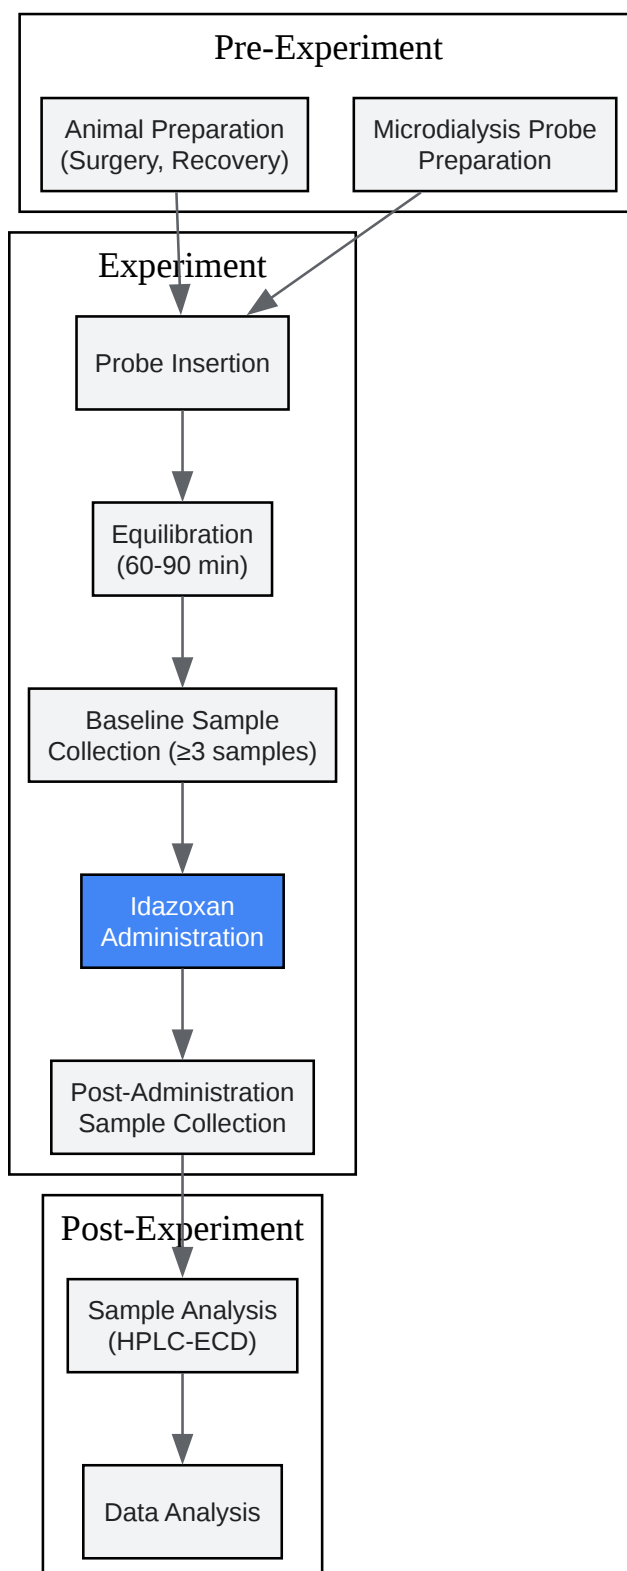 Pre-Experiment
Animal Preparation
(Surgery, Recovery)
Microdialysis Probe
Preparation
Experiment
Probe Insertion
Equilibration
(60-90 min)
Baseline Sample
Collection (≥3 samples)
Idazoxan
Administration
Post-Administration
Sample Collection
Post-Experiment
Sample Analysis
(HPLC-ECD)
Data Analysis